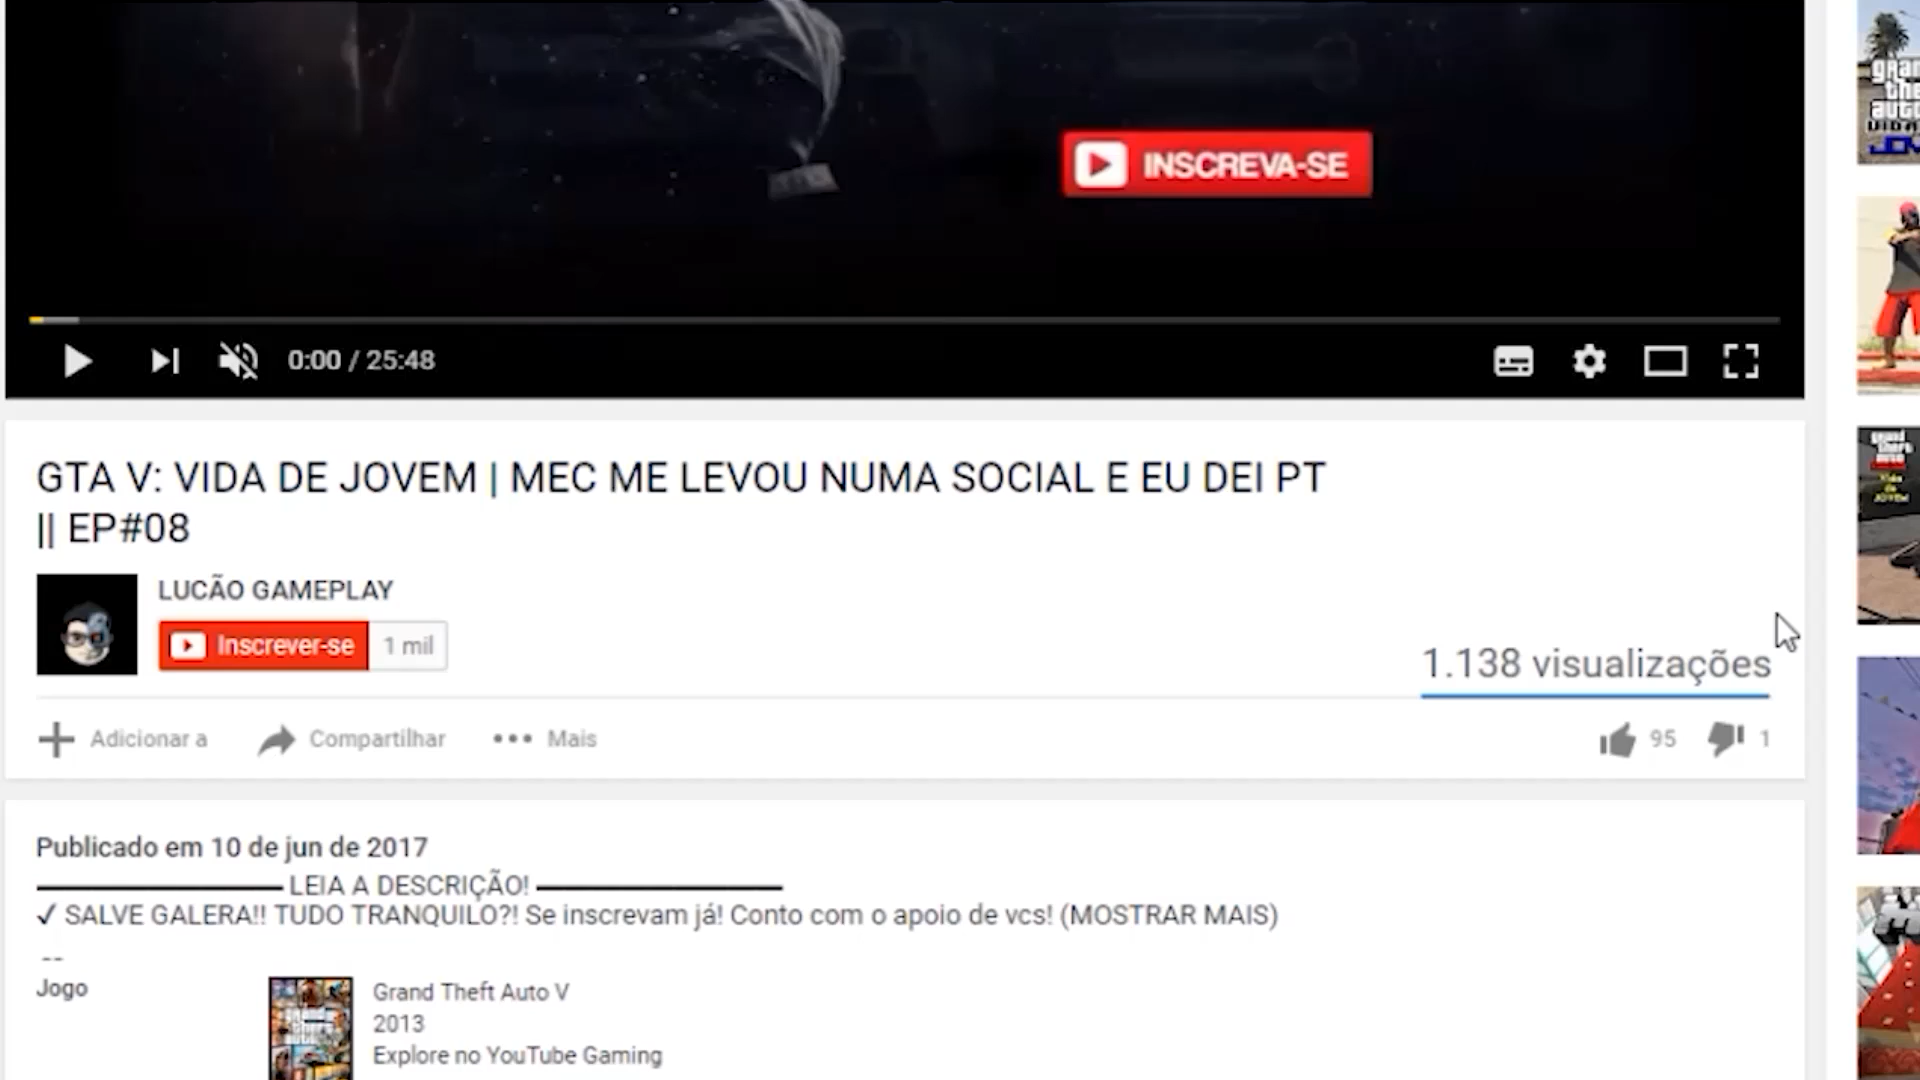 INSCREVA-SE
0:00 / 25:48
GTA V: VIDA DE JOVEM | MEC ME LEVOU NUMA SOCIAL E EU DEI PT
|| EP#08
LUCÃO GAMEPLAY
Inscrever-se 1 mil
1.138 visualizações
Adicionar a Compartilhar ••• Mais 95 1
Publicado em 10 de jun de 2017
———————— LEIA A DESCRIÇÃO! ————————
✓ SALVE GALERA!! TUDO TRANQUILO?! Se inscrevam já! Conto com o apoio de vcs! (MOSTRAR MAIS)
--
Jogo
Grand Theft Auto V
2013
Explore no YouTube Gaming